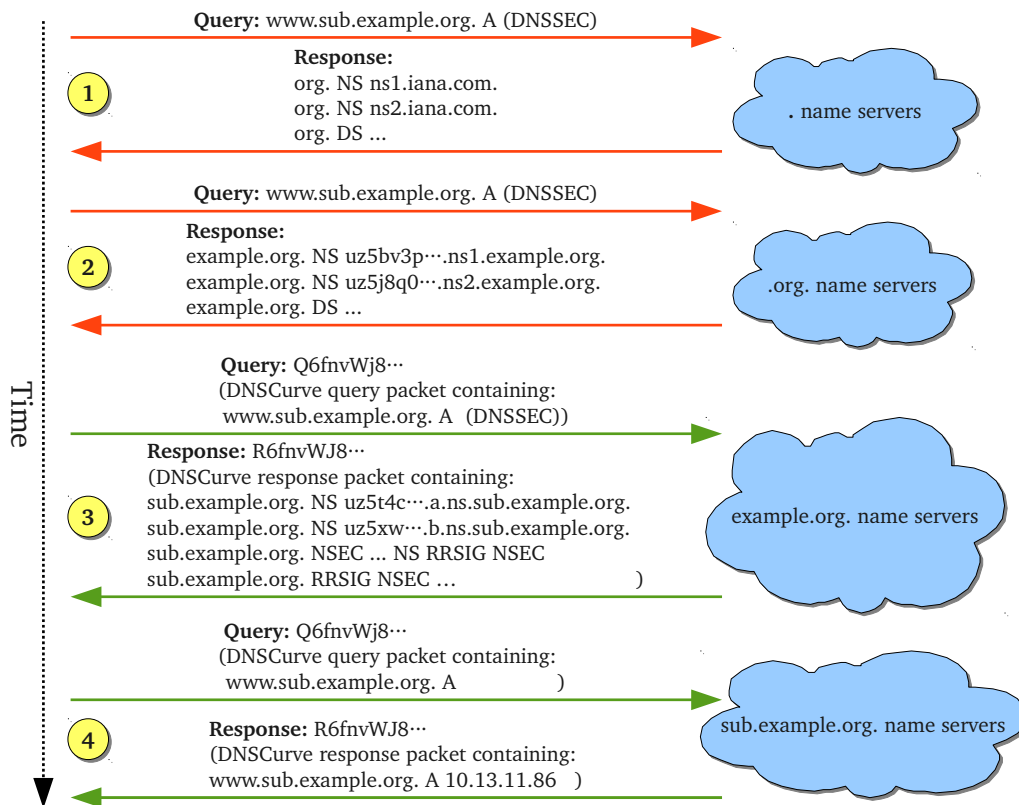 Time
Query: www.sub.example.org. A (DNSSEC)
1
Response:
org. NS ns1.iana.com.
org. NS ns2.iana.com.
org. DS ...
. name servers
Query: www.sub.example.org. A (DNSSEC)
2
Response:
example.org. NS uz5bv3p⋯.ns1.example.org.
example.org. NS uz5j8q0⋯.ns2.example.org.
example.org. DS ...
.org. name servers
Query: Q6fnvWj8⋯
(DNSCurve query packet containing:
www.sub.example.org. A (DNSSEC))
3
Response: R6fnvWJ8⋯
(DNSCurve response packet containing:
sub.example.org. NS uz5t4c⋯.a.ns.sub.example.org.
sub.example.org. NS uz5xw⋯.b.ns.sub.example.org.
sub.example.org. NSEC ... NS RRSIG NSEC
sub.example.org. RRSIG NSEC ... )
example.org. name servers
Query: Q6fnvWj8⋯
(DNSCurve query packet containing:
www.sub.example.org. A )
4
Response: R6fnvWJ8⋯
(DNSCurve response packet containing:
www.sub.example.org. A 10.13.11.86 )
sub.example.org. name servers